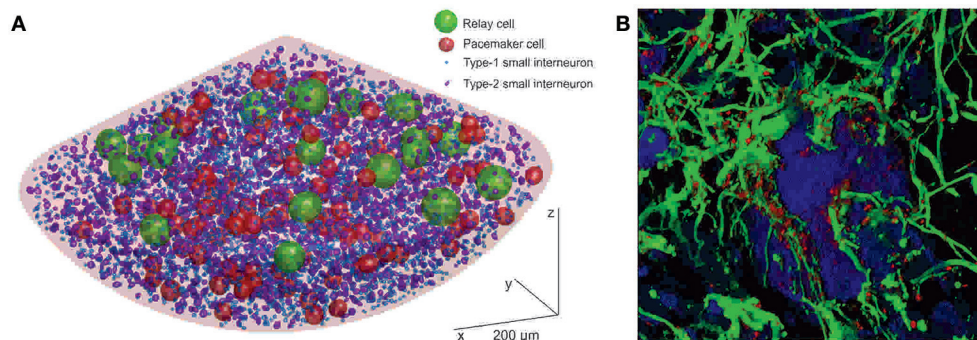 A
Relay cell
Pacemaker cell
Type-1 small interneuron
Type-2 small interneuron
z
y
x
200 μm
B